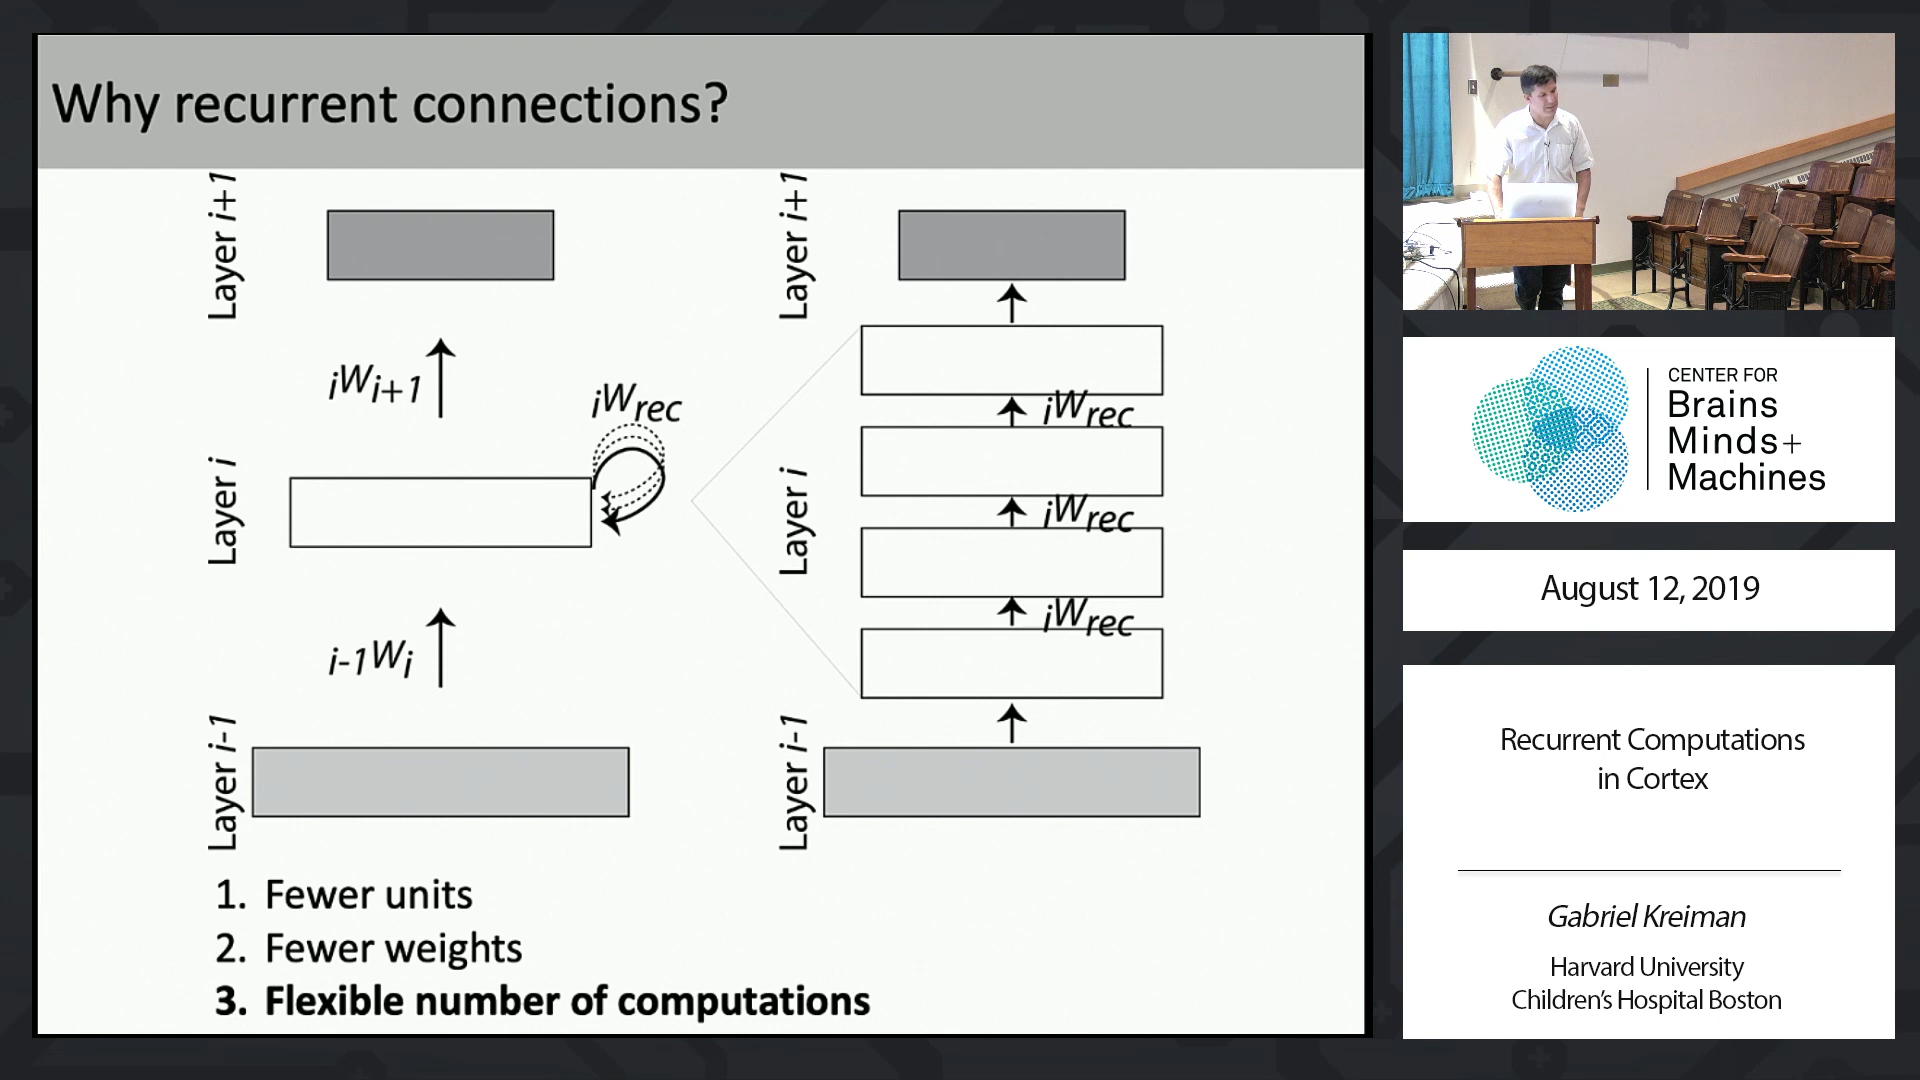 Why recurrent connections?
Layer i+1
iWi+1
iWrec
Layer i
i-1Wi
Layer i-1
Layer i+1
iWrec
iWrec
Layer i
iWrec
Layer i-1
1. Fewer units
2. Fewer weights
3. Flexible number of computations
CENTER FOR
Brains
Minds+
Machines
August 12, 2019
Recurrent Computations
in Cortex
Gabriel Kreiman
Harvard University
Children's Hospital Boston